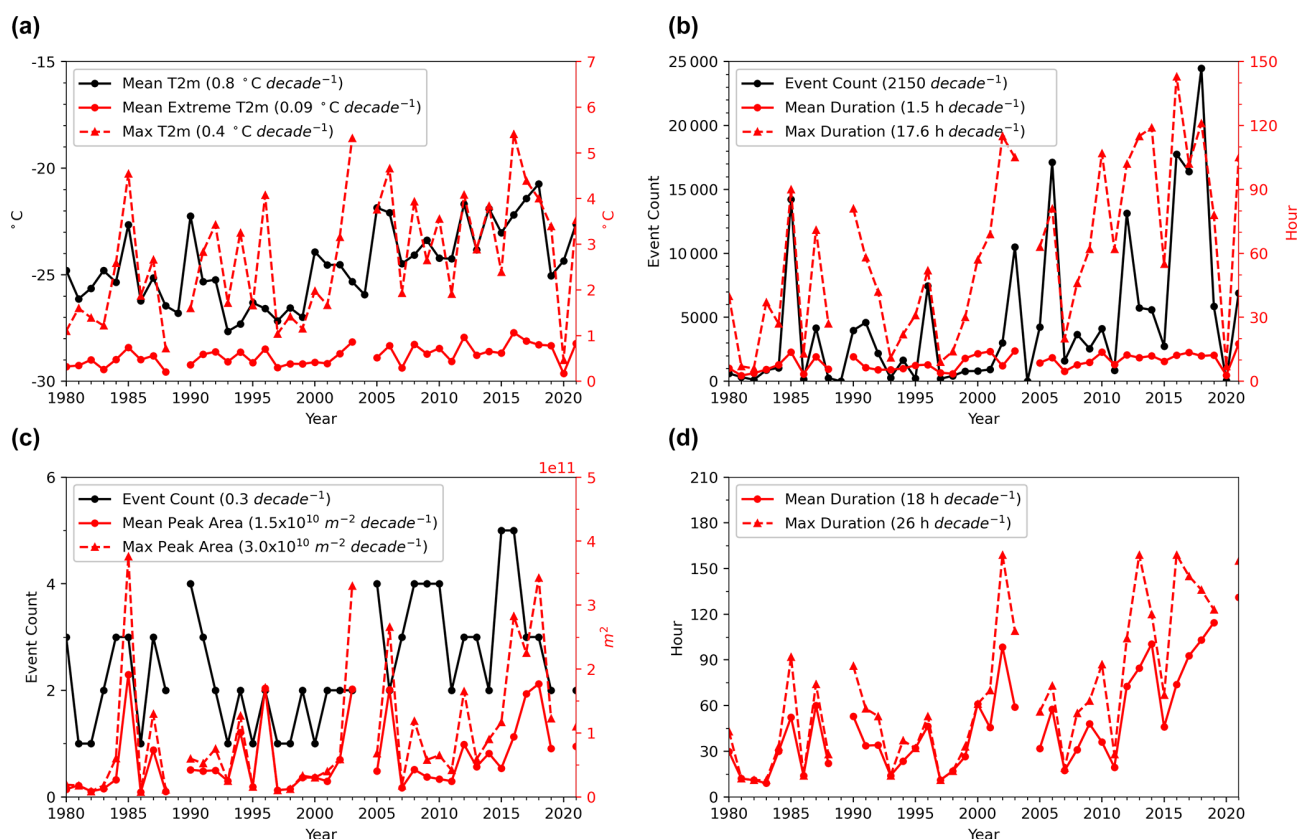 (a)
-15
-20
-25
-30
°C
Mean T2m (0.8 °C decade⁻¹)
Mean Extreme T2m (0.09 °C decade⁻¹)
Max T2m (0.4 °C decade⁻¹)
7
6
5
4
3
2
1
0
°C
1980 1985 1990 1995 2000 2005 2010 2015 2020
Year
(b)
25 000
20 000
15 000
10 000
5000
0
Event Count
Event Count (2150 decade⁻¹)
Mean Duration (1.5 h decade⁻¹)
Max Duration (17.6 h decade⁻¹)
150
120
90
60
30
0
Hour
1980 1985 1990 1995 2000 2005 2010 2015 2020
Year
(c)
1e11
6
4
2
0
Event Count
Event Count (0.3 decade⁻¹)
Mean Peak Area (1.5x10¹⁰ m⁻² decade⁻¹)
Max Peak Area (3.0x10¹⁰ m⁻² decade⁻¹)
5
4
3
2
1
0
m²
1980 1985 1990 1995 2000 2005 2010 2015 2020
Year
(d)
210
180
150
120
90
60
30
0
Hour
Mean Duration (18 h decade⁻¹)
Max Duration (26 h decade⁻¹)
1980 1985 1990 1995 2000 2005 2010 2015 2020
Year